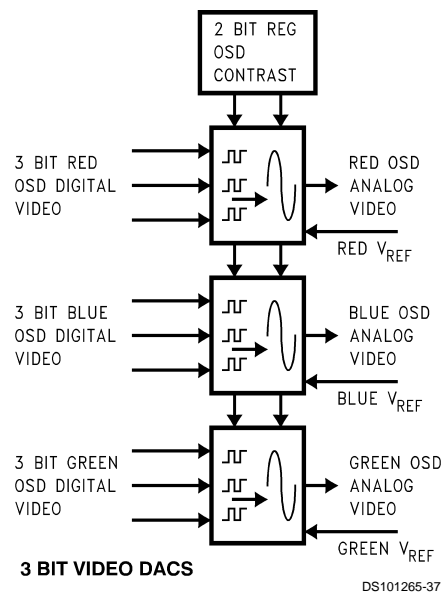 2 BIT REG
OSD
CONTRAST
3 BIT RED
OSD DIGITAL
VIDEO
RED OSD
ANALOG
VIDEO
RED VREF
3 BIT BLUE
OSD DIGITAL
VIDEO
BLUE OSD
ANALOG
VIDEO
BLUE VREF
3 BIT GREEN
OSD DIGITAL
VIDEO
GREEN OSD
ANALOG
VIDEO
GREEN VREF
3 BIT VIDEO DACS
DS101265-37